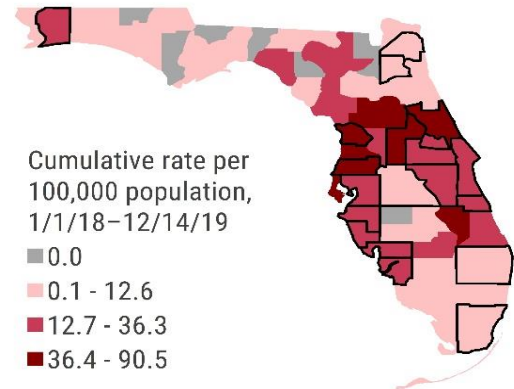 Cumulative rate per
100,000 population,
1/1/18–12/14/19
0.0
0.1 - 12.6
12.7 - 36.3
36.4 - 90.5